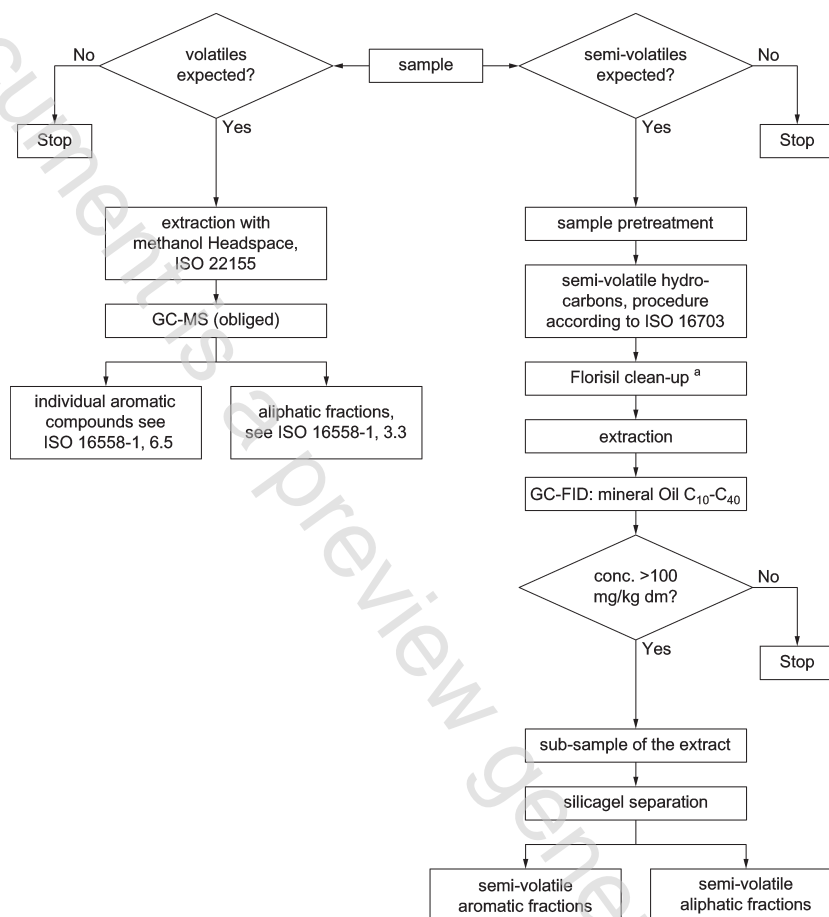 sample
volatiles
expected?
No
Stop
Yes
extraction with
methanol Headspace,
ISO 22155
GC-MS (obliged)
individual aromatic
compounds see
ISO 16558-1, 6.5
aliphatic fractions,
see ISO 16558-1, 3.3
semi-volatiles
expected?
No
Stop
Yes
sample pretreatment
semi-volatile hydro-
carbons, procedure
according to ISO 16703
Florisil clean-up ᵃ
extraction
GC-FID: mineral Oil C₁₀-C₄₀
conc. >100
mg/kg dm?
No
Stop
Yes
sub-sample of the extract
silicagel separation
semi-volatile
aromatic fractions
semi-volatile
aliphatic fractions
cument is a preview gene